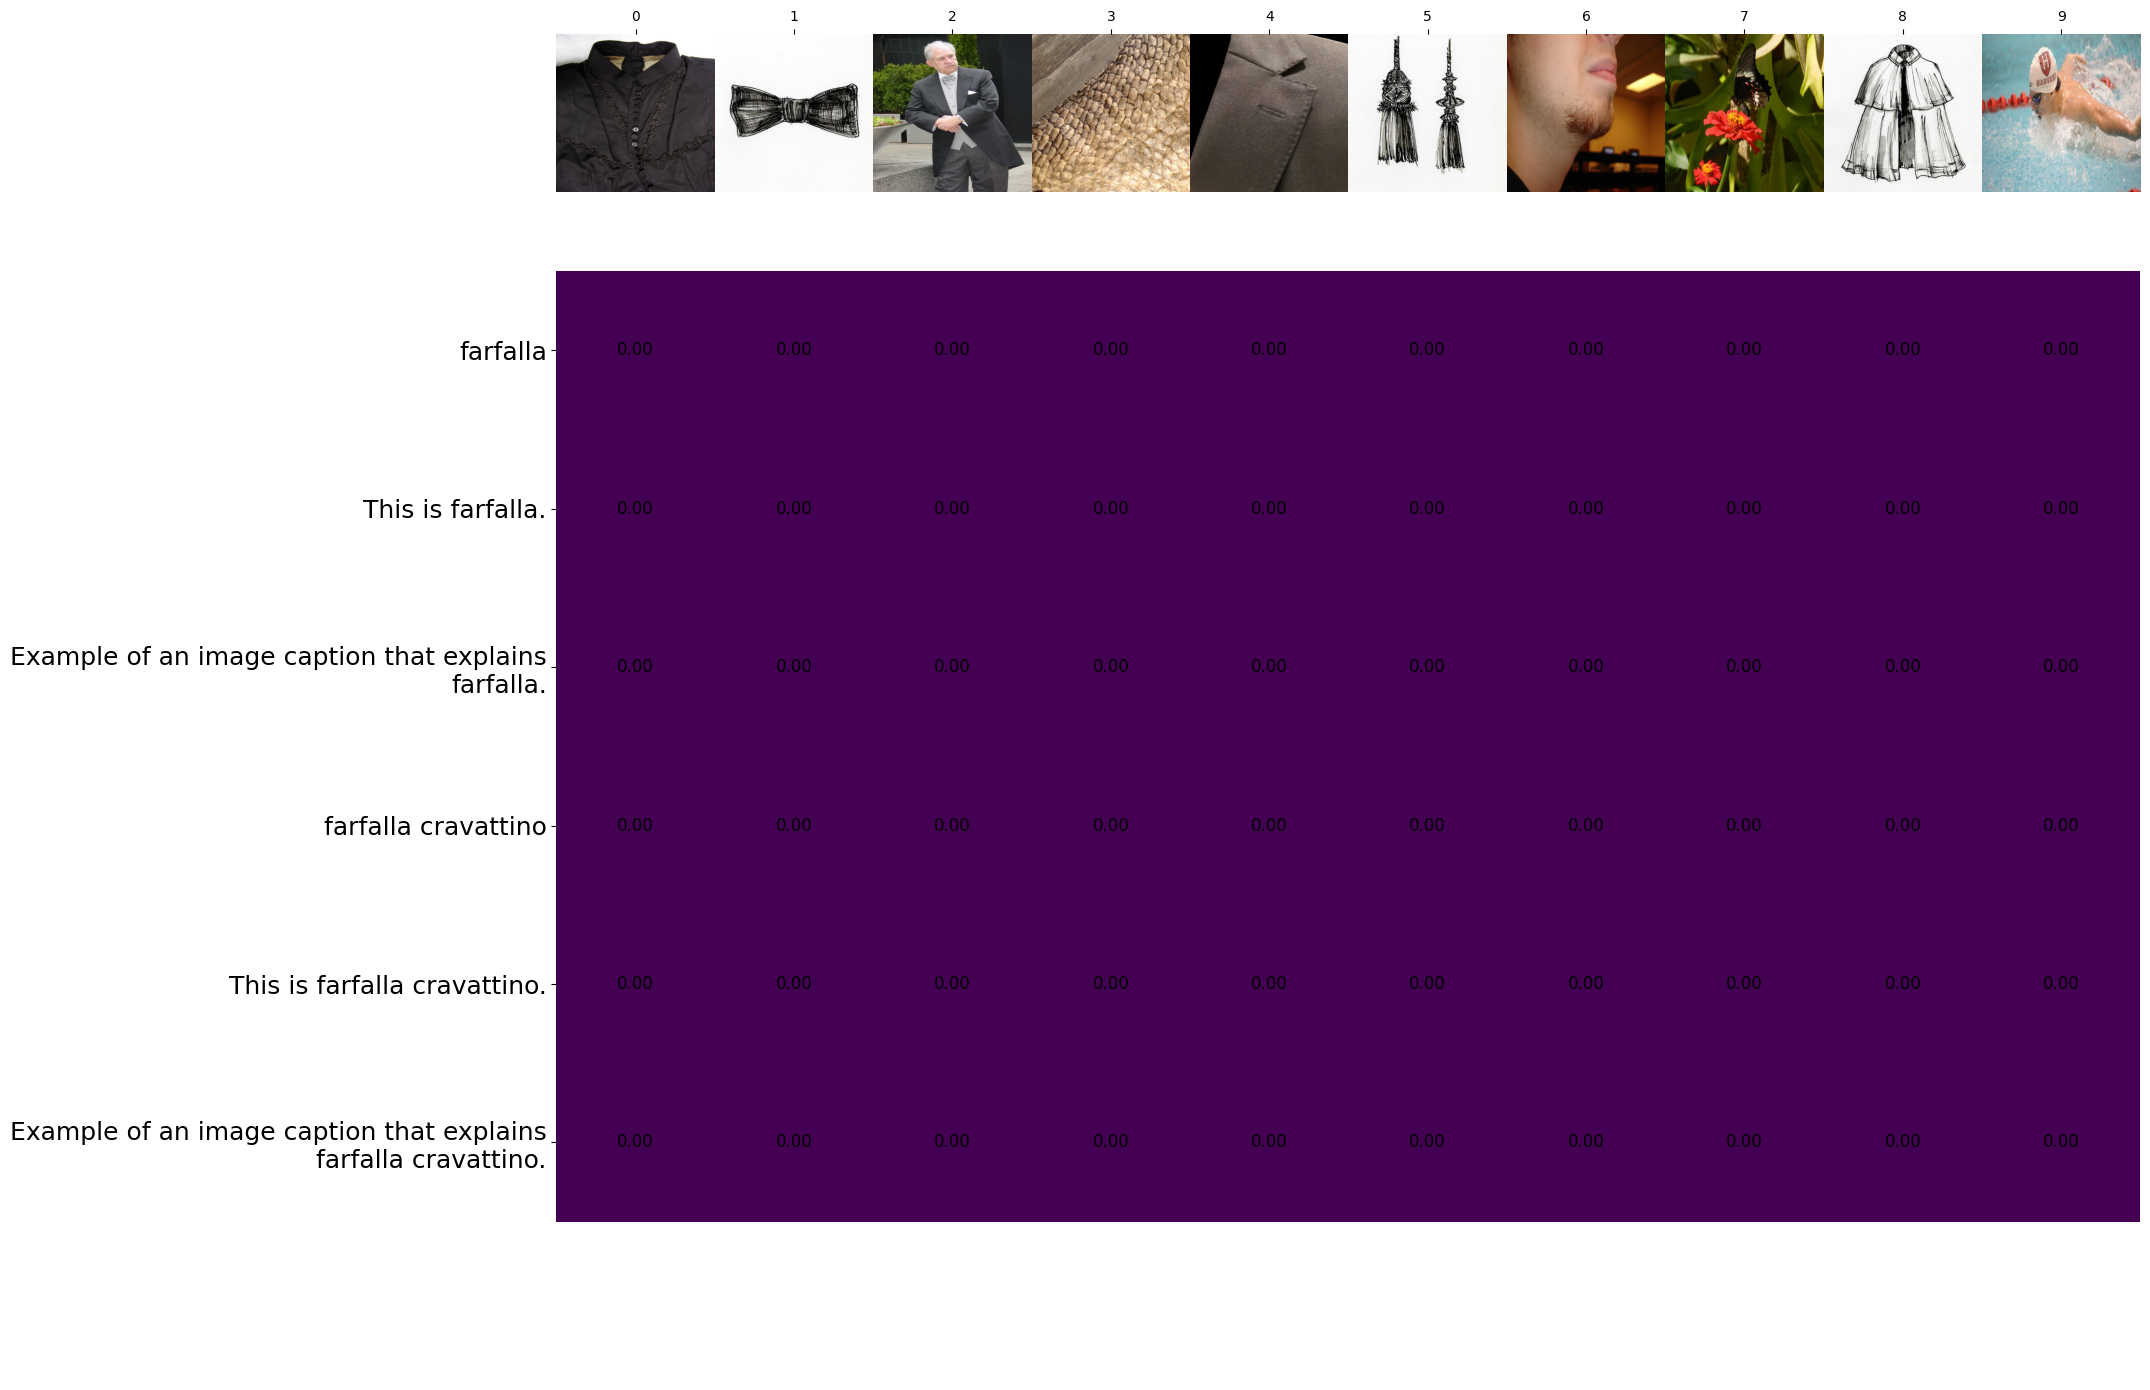 0 1 2 3 4 5 6 7 8 9
farfalla
0.00 0.00 0.00 0.00 0.00 0.00 0.00 0.00 0.00 0.00
This is farfalla.
0.00 0.00 0.00 0.00 0.00 0.00 0.00 0.00 0.00 0.00
Example of an image caption that explains
farfalla.
0.00 0.00 0.00 0.00 0.00 0.00 0.00 0.00 0.00 0.00
farfalla cravattino
0.00 0.00 0.00 0.00 0.00 0.00 0.00 0.00 0.00 0.00
This is farfalla cravattino.
0.00 0.00 0.00 0.00 0.00 0.00 0.00 0.00 0.00 0.00
Example of an image caption that explains
farfalla cravattino.
0.00 0.00 0.00 0.00 0.00 0.00 0.00 0.00 0.00 0.00